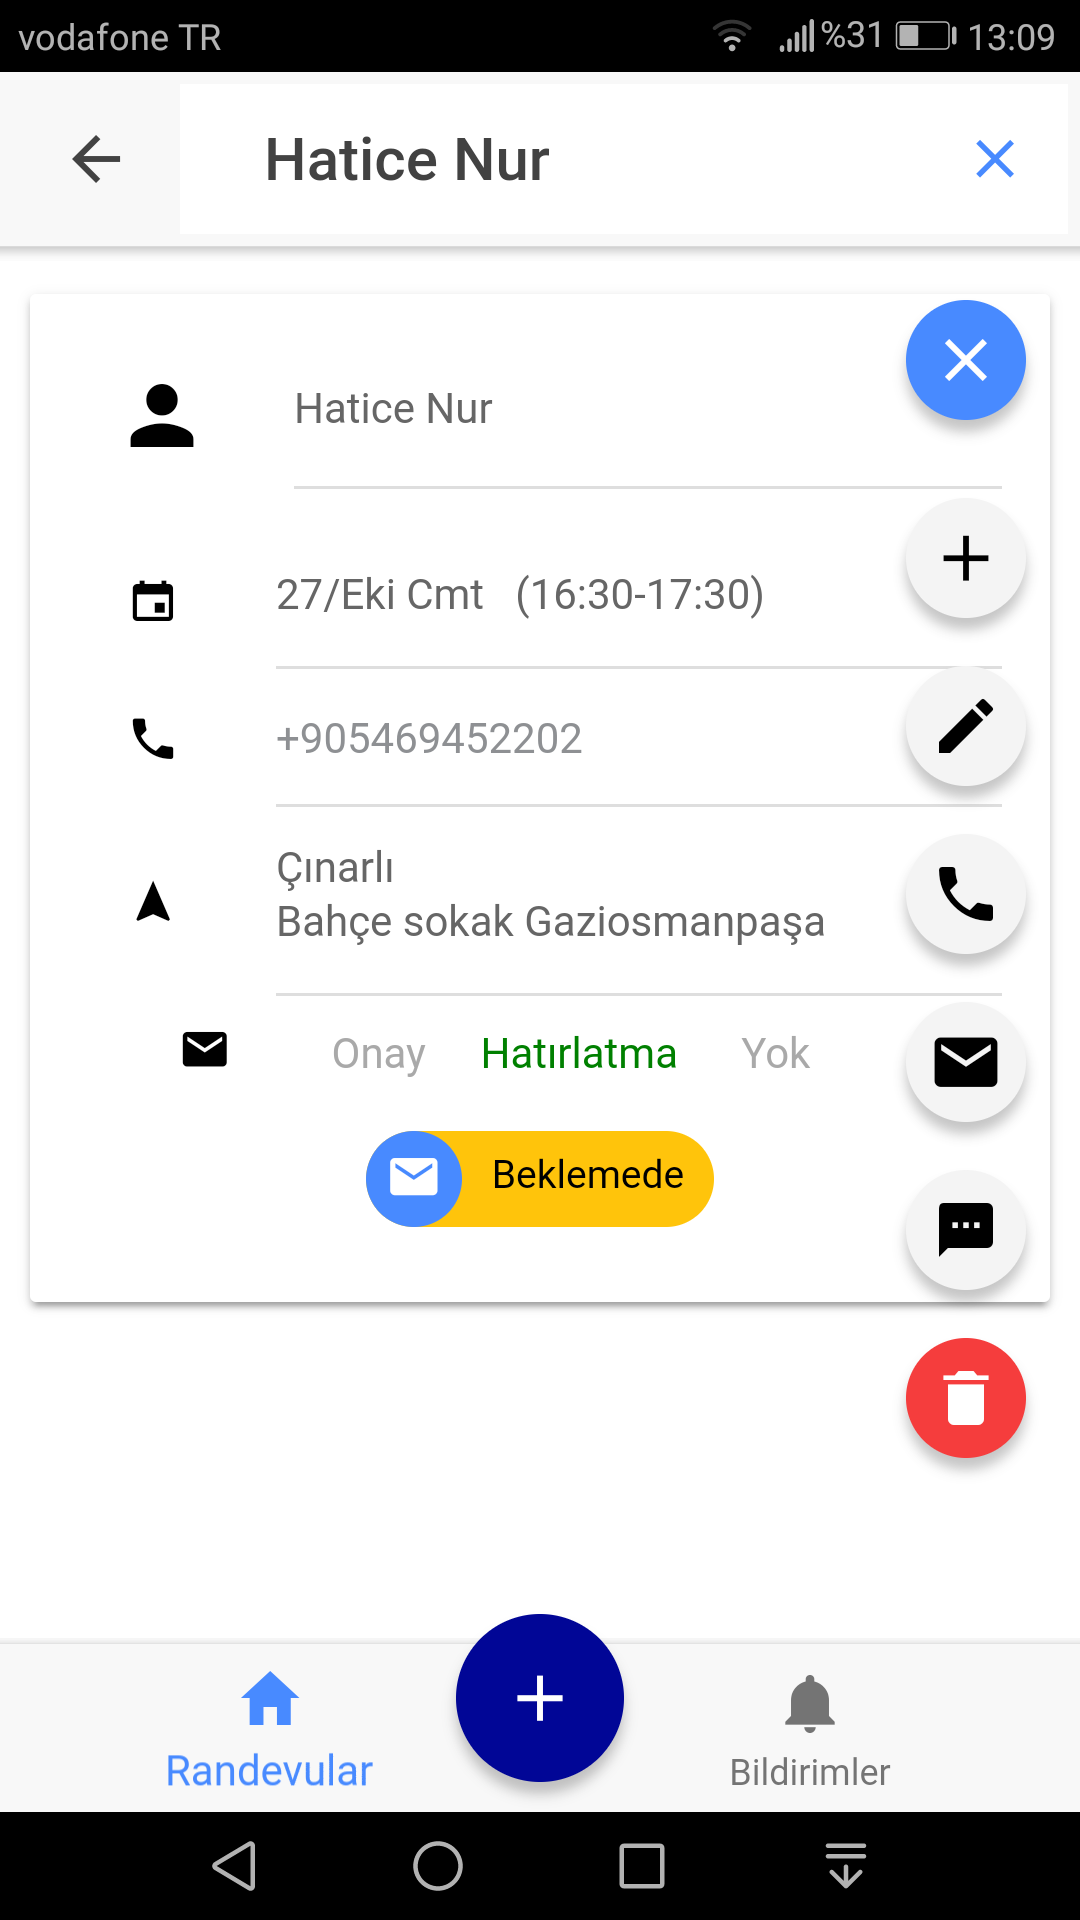 vodafone TR %31 13:09
Hatice Nur
Hatice Nur
27/Eki Cmt (16:30-17:30)
+905469452202
Çınarlı
Bahçe sokak Gaziosmanpaşa
Onay Hatırlatma Yok
Beklemede
Randevular Bildirimler